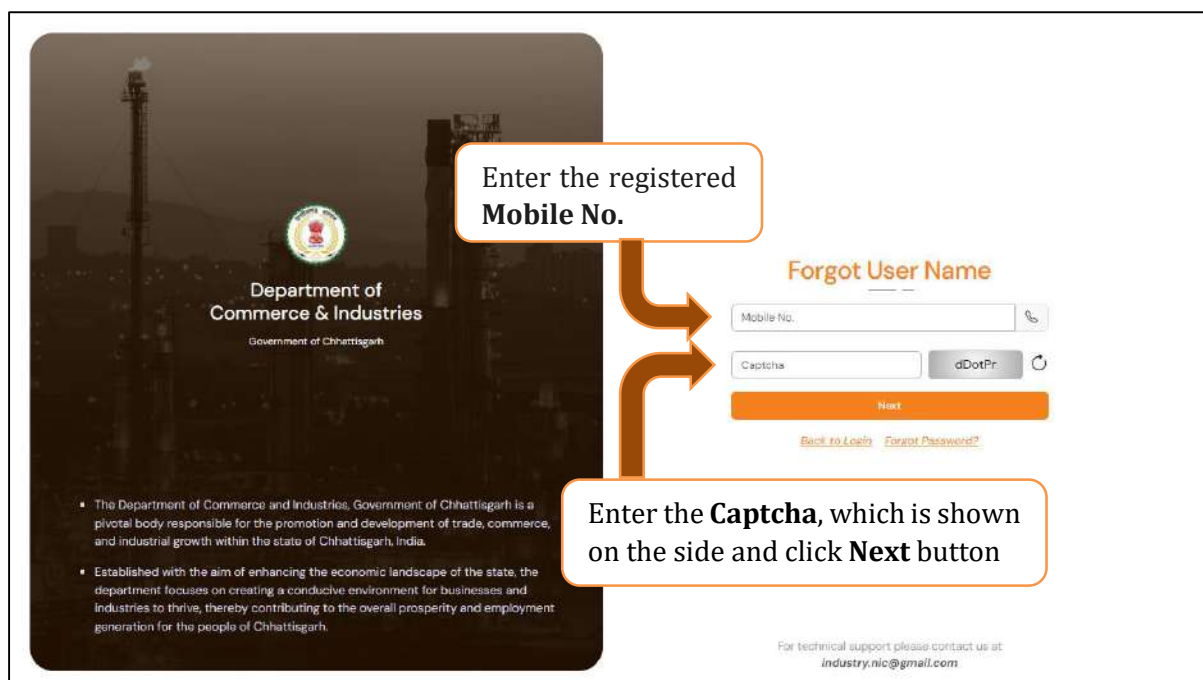 Department of
Commerce & Industries
Government of Chhattisgarh
The Department of Commerce and Industries, Government of Chhattisgarh is a
pivotal body responsible for the promotion and development of trade, commerce,
and industrial growth within the state of Chhattisgarh, India.
Established with the aim of enhancing the economic landscape of the state, the
department focuses on creating a conducive environment for businesses and
industries to thrive, thereby contributing to the overall prosperity and employment
generation for the people of Chhattisgarh.
Enter the registered
Mobile No.
Forgot User Name
Mobile No.
Captcha dDotPr
Next
Back to Login Forgot Password?
Enter the Captcha, which is shown
on the side and click Next button
For technical support please contact us at
industry.nic@gmail.com